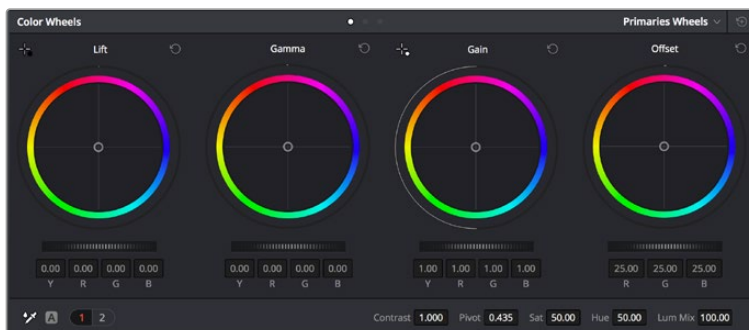 Color Wheels Primaries Wheels
Lift Gamma Gain Offset
0.00 0.00 0.00 0.00 0.00 0.00 0.00 0.00 1.00 1.00 1.00 1.00 25.00 25.00 25.00
Y R G B Y R G B Y R G B R G B
A 1 2 Contrast 1.000 Pivot 0.435 Sat 50.00 Hue 50.00 Lum Mix 100.00